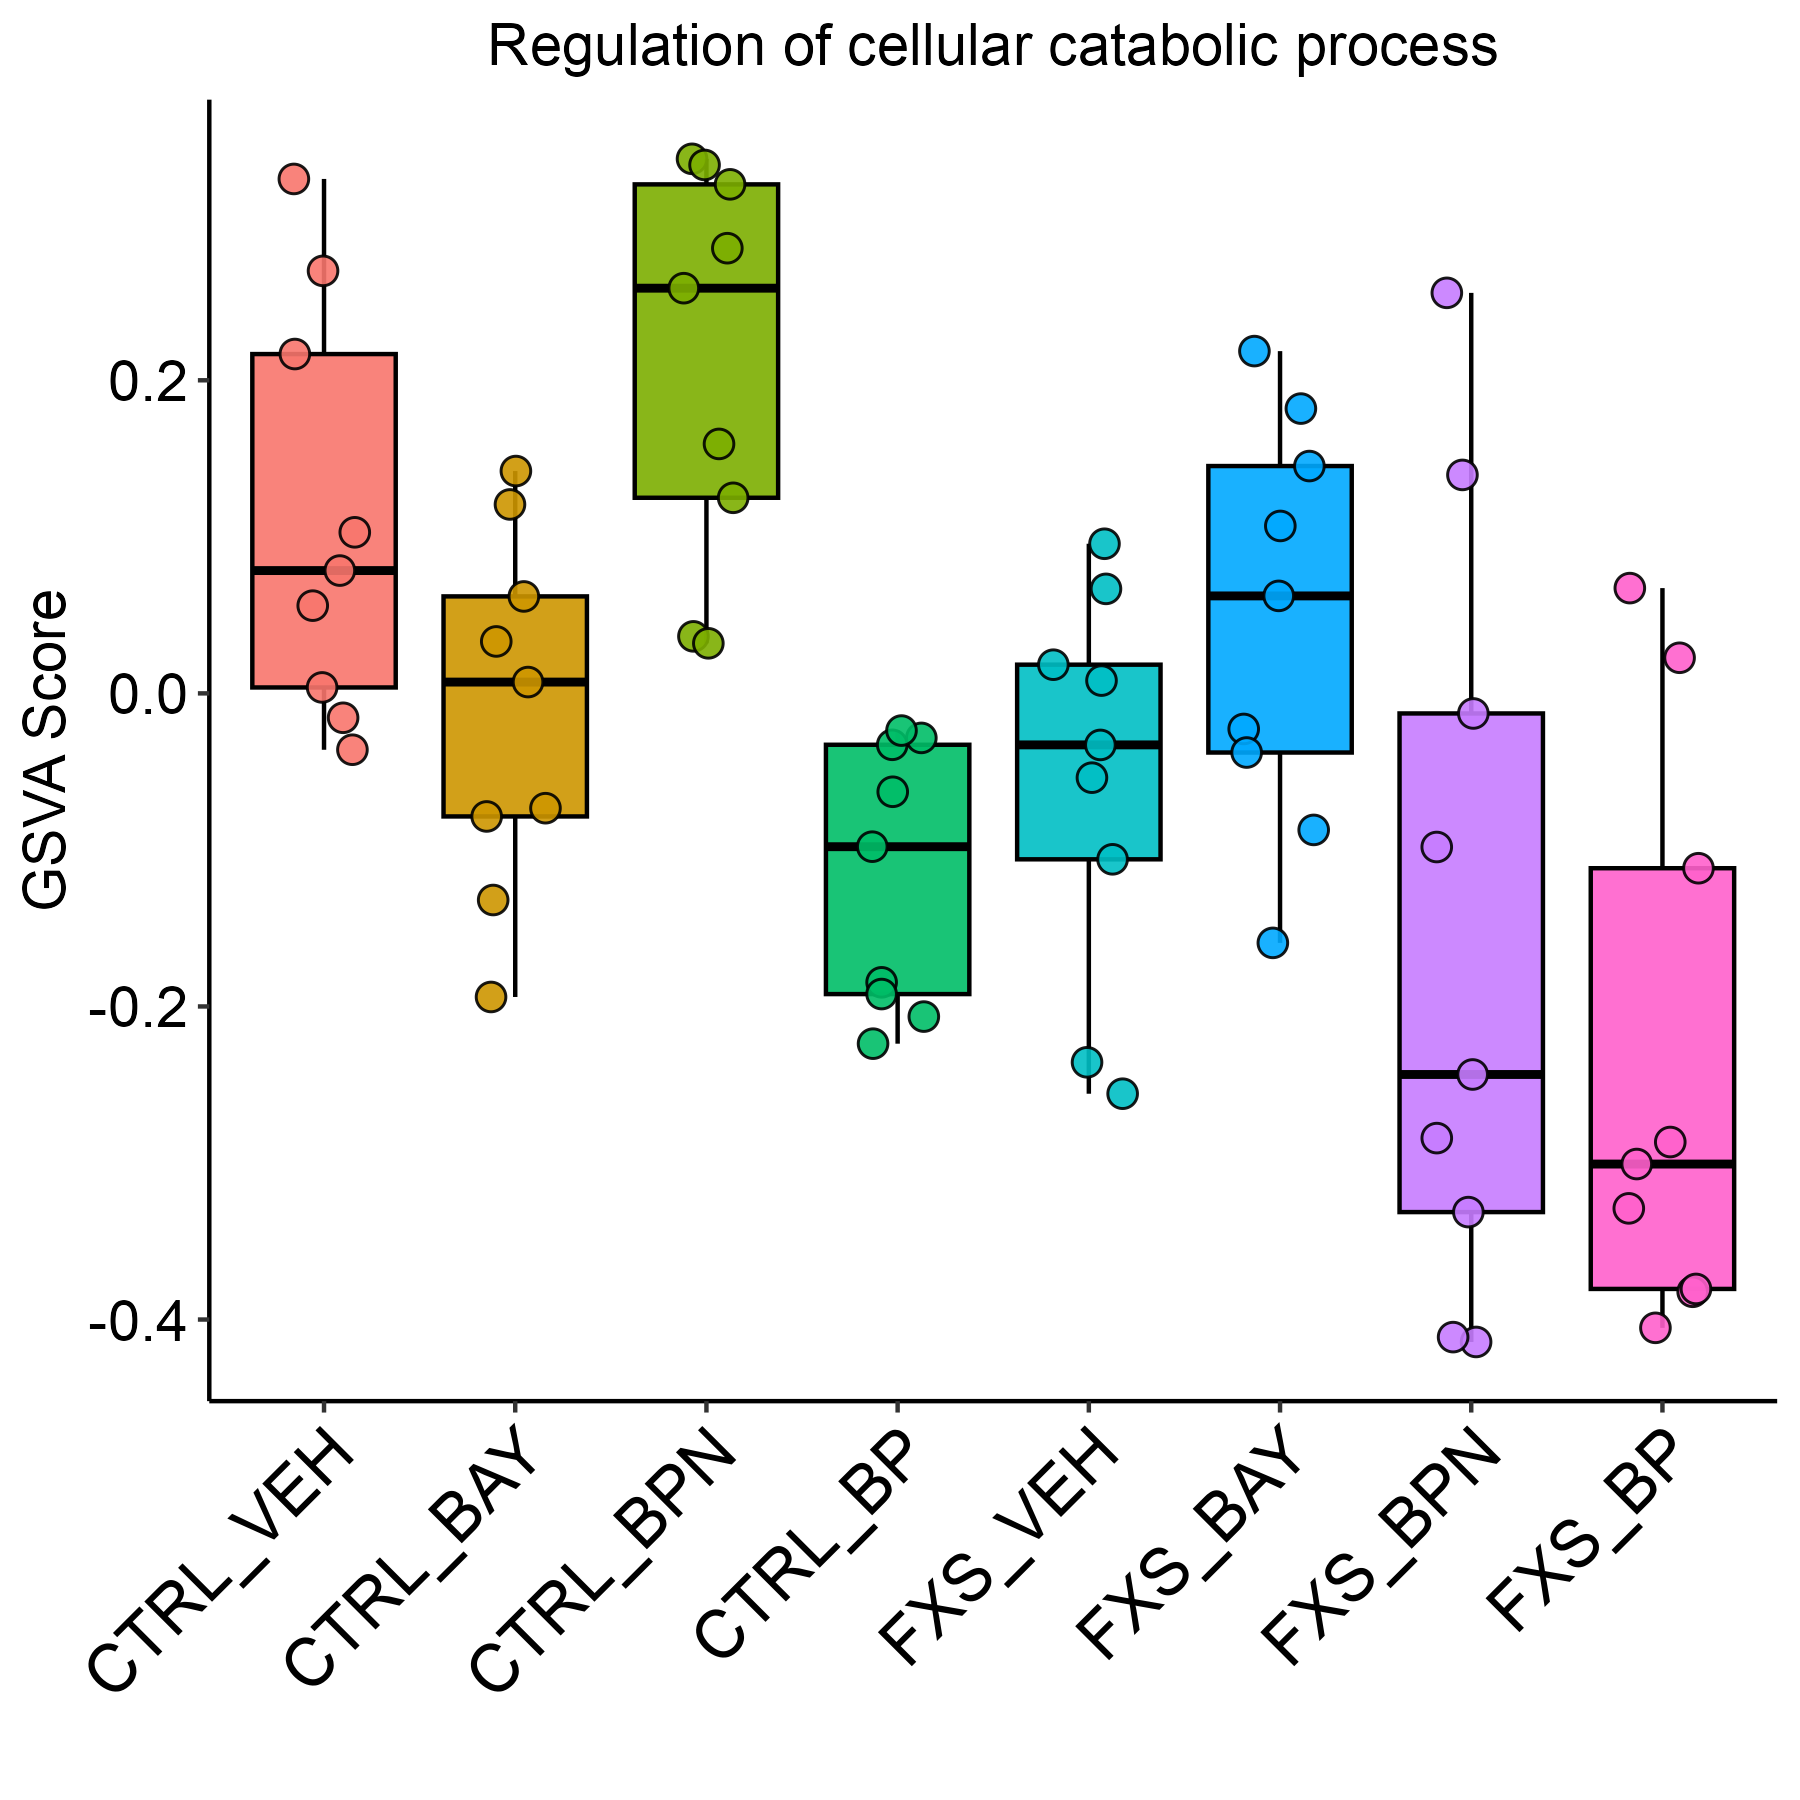 Regulation of cellular catabolic process
GSVA Score
0.2
0.0
-0.2
-0.4
CTRL_VEH
CTRL_BAY
CTRL_BPN
CTRL_BP
FXS_VEH
FXS_BAY
FXS_BPN
FXS_BP